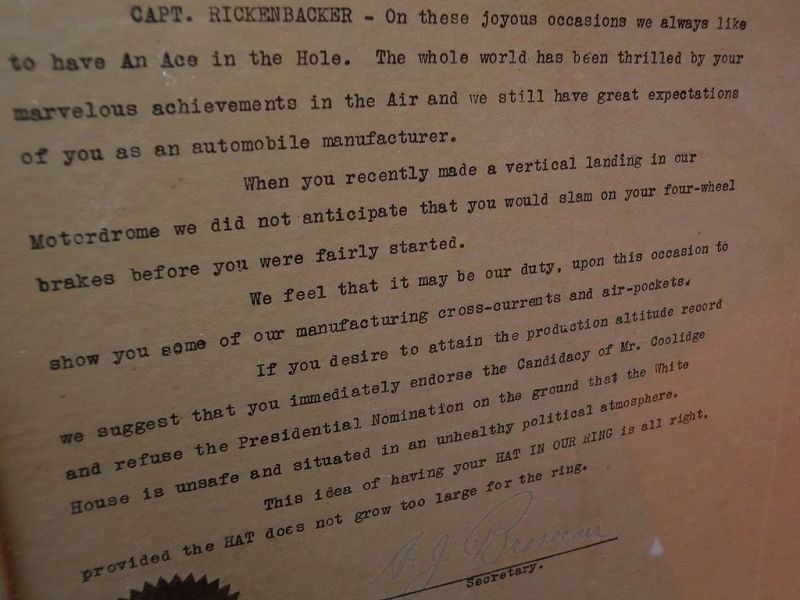 CAPT. RICKENBACKER - On these joyous occasions we always like
to have An Ace in the Hole. The whole world has been thrilled by your
marvelous achievements in the Air and we still have great expectations
of you as an automobile manufacturer.
When you recently made a vertical landing in our
Motordrome we did not anticipate that you would slam on your four-wheel
brakes before you were fairly started.
We feel that it may be our duty, upon this occasion to
show you some of our manufacturing cross-currents and air-pockets.
If you desire to attain the production altitude record
we suggest that you immediately endorse the Candidacy of Mr. Coolidge
and refuse the Presidential Nomination on the ground that the White
House is unsafe and situated in an unhealthy political atmosphere.
This idea of having your HAT IN OUR RING is all right,
provided the HAT does not grow too large for the ring.
Secretary.